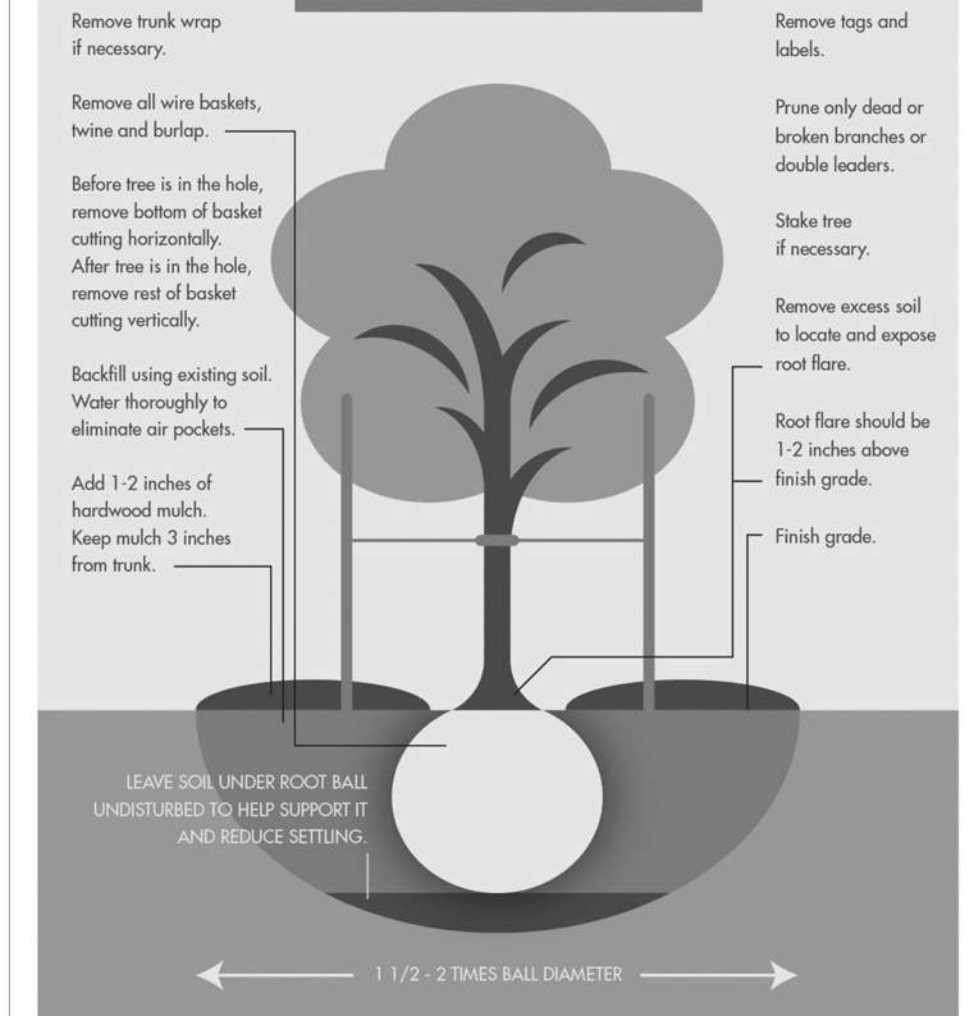 Remove trunk wrap
if necessary.
Remove all wire baskets,
twine and burlap.
Before tree is in the hole,
remove bottom of basket
cutting horizontally.
After tree is in the hole,
remove rest of basket
cutting vertically.
Backfill using existing soil.
Water thoroughly to
eliminate air pockets.
Add 1-2 inches of
hardwood mulch.
Keep mulch 3 inches
from trunk.
Remove tags and
labels.
Prune only dead or
broken branches or
double leaders.
Stake tree
if necessary.
Remove excess soil
to locate and expose
root flare.
Root flare should be
1-2 inches above
finish grade.
Finish grade.
LEAVE SOIL UNDER ROOT BALL
UNDISTURBED TO HELP SUPPORT IT
AND REDUCE SETTLING.
1 1/2 - 2 TIMES BALL DIAMETER